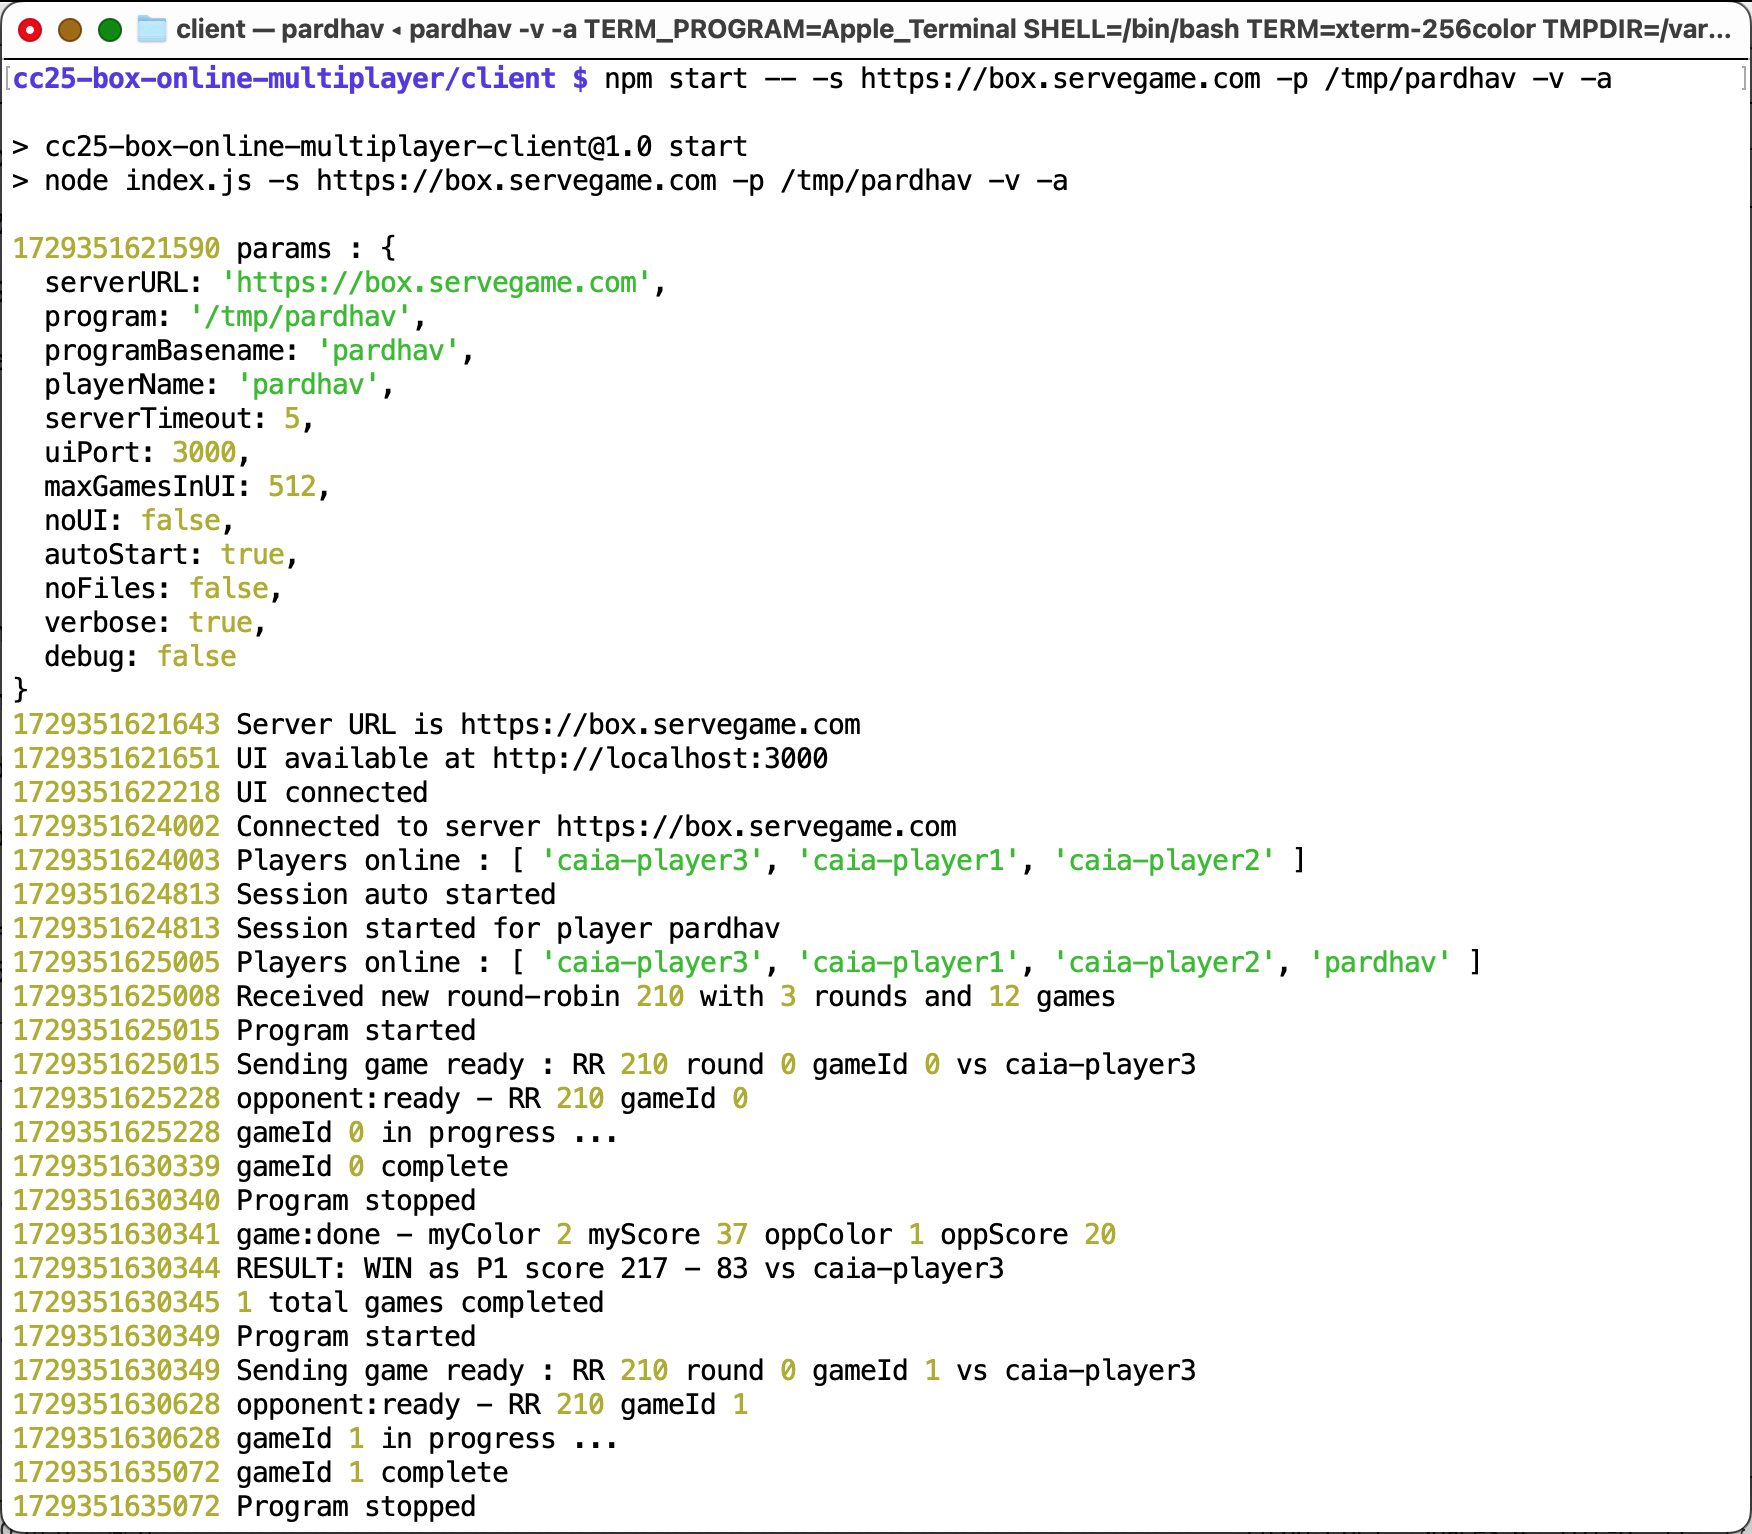 client — pardhav ◂ pardhav -v -a TERM_PROGRAM=Apple_Terminal SHELL=/bin/bash TERM=xterm-256color TMPDIR=/var...
[cc25-box-online-multiplayer/client $ npm start -- -s https://box.servegame.com -p /tmp/pardhav -v -a ]
> cc25-box-online-multiplayer-client@1.0 start
> node index.js -s https://box.servegame.com -p /tmp/pardhav -v -a
1729351621590 params : {
  serverURL: 'https://box.servegame.com',
  program: '/tmp/pardhav',
  programBasename: 'pardhav',
  playerName: 'pardhav',
  serverTimeout: 5,
  uiPort: 3000,
  maxGamesInUI: 512,
  noUI: false,
  autoStart: true,
  noFiles: false,
  verbose: true,
  debug: false
}
1729351621643 Server URL is https://box.servegame.com
1729351621651 UI available at http://localhost:3000
1729351622218 UI connected
1729351624002 Connected to server https://box.servegame.com
1729351624003 Players online : [ 'caia-player3', 'caia-player1', 'caia-player2' ]
1729351624813 Session auto started
1729351624813 Session started for player pardhav
1729351625005 Players online : [ 'caia-player3', 'caia-player1', 'caia-player2', 'pardhav' ]
1729351625008 Received new round-robin 210 with 3 rounds and 12 games
1729351625015 Program started
1729351625015 Sending game ready : RR 210 round 0 gameId 0 vs caia-player3
1729351625228 opponent:ready - RR 210 gameId 0
1729351625228 gameId 0 in progress ...
1729351630339 gameId 0 complete
1729351630340 Program stopped
1729351630341 game:done - myColor 2 myScore 37 oppColor 1 oppScore 20
1729351630344 RESULT: WIN as P1 score 217 - 83 vs caia-player3
1729351630345 1 total games completed
1729351630349 Program started
1729351630349 Sending game ready : RR 210 round 0 gameId 1 vs caia-player3
1729351630628 opponent:ready - RR 210 gameId 1
1729351630628 gameId 1 in progress ...
1729351635072 gameId 1 complete
1729351635072 Program stopped